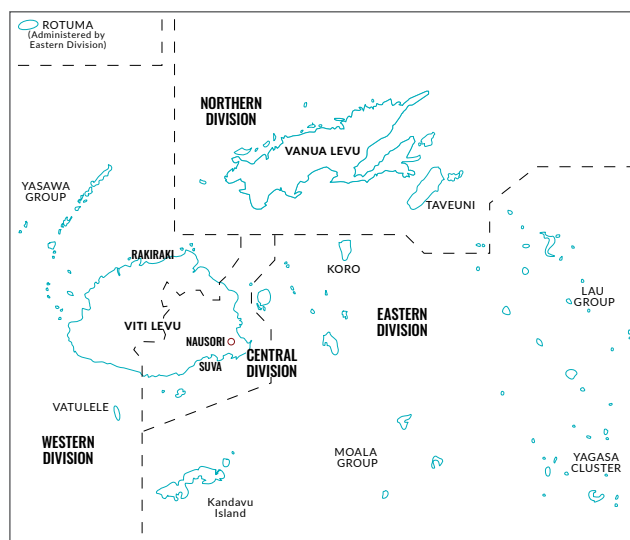 ROTUMA
(Administered by
Eastern Division)
NORTHERN
DIVISION
VANUA LEVU
YASAWA
GROUP
TAVEUNI
RAKIRAKI
KORO
LAU
GROUP
VITI LEVU
EASTERN
DIVISION
NAUSORI
CENTRAL
DIVISION
SUVA
VATULELE
WESTERN
DIVISION
MOALA
GROUP
YAGASA
CLUSTER
Kandavu
Island